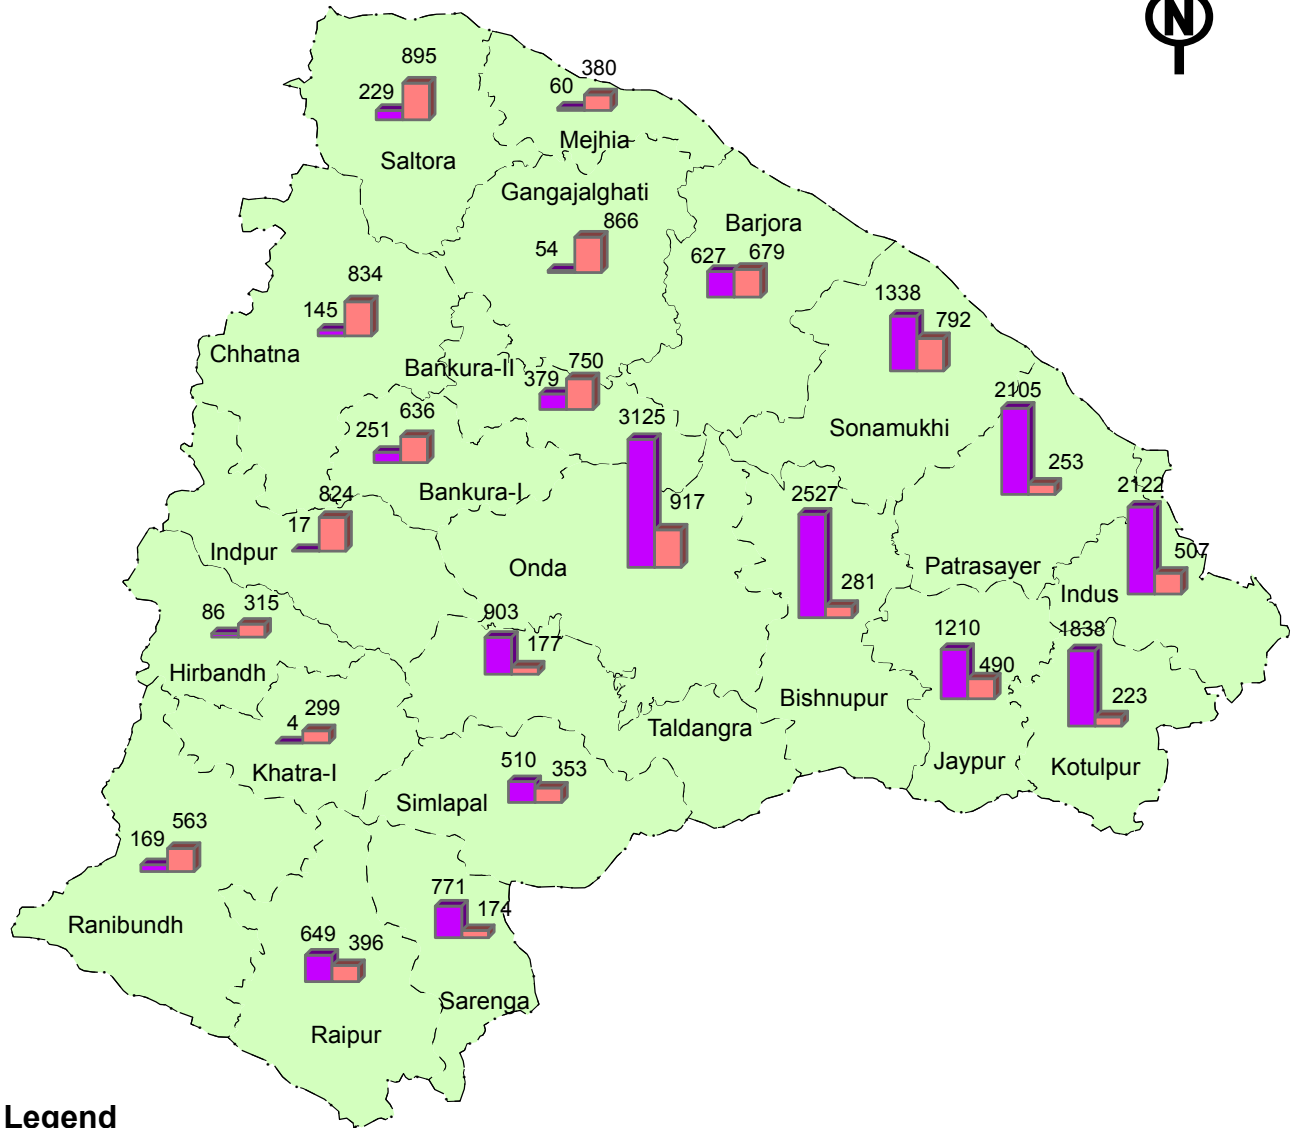 N
895
229
Saltora
380
60
Mejhia
Gangajalghati
866
54
Barjora
627 679
834
145
Chhatna
1338
792
Sonamukhi
Bankura-II
750
379
636
251
Bankura-I
3125
917
Onda
2105
253
Patrasayer
2122
507
Indus
2527
281
Bishnupur
824
17
Indpur
86 315
Hirbandh
903
177
Taldangra
1210
490
Jaypur
1838
223
Kotulpur
4 299
Khatra-I
510 353
Simlapal
563
169
Ranibundh
771
174
Sarenga
649 396
Raipur
Legend